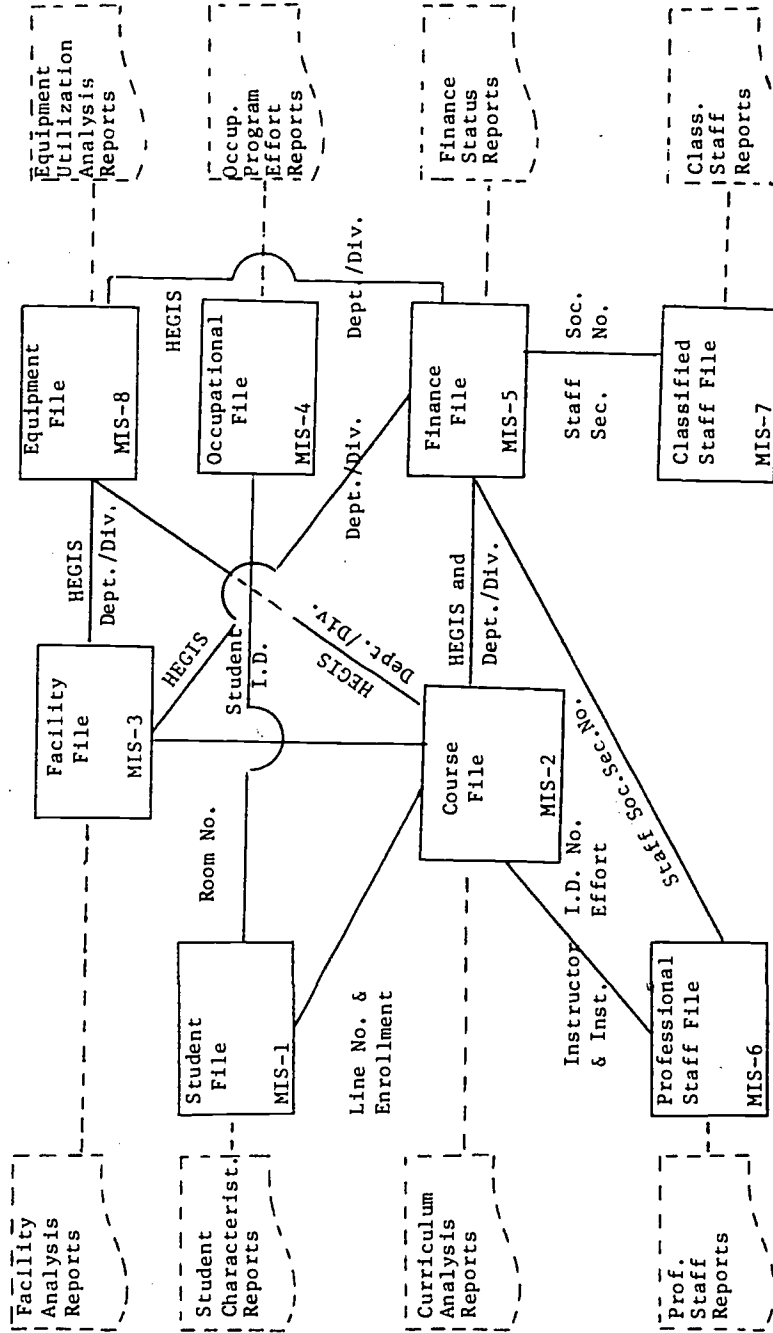 Facility
Analysis
Reports
Student
Characterist.
Reports
Curriculum
Analysis
Reports
Prof.
Staff
Reports
Facility
File
MIS-3
Student
File
MIS-1
Course
File
MIS-2
Professional
Staff File
MIS-6
Equipment
File
MIS-8
Occupational
File
MIS-4
Finance
File
MIS-5
Classified
Staff File
MIS-7
Equipment
Utilization
Analysis
Reports
Occup.
Program
Effort
Reports
Finance
Status
Reports
Class.
Staff
Reports
HEGIS
Dept./Div.
HEGIS
HEGIS
Dept./Div.
Room No.
Student
I.D.
HEGIS
Dept./Div.
Dept./Div.
Line No. &
Enrollment
HEGIS and
Dept./Div.
Instructor I.D. No.
& Inst. Effort
Staff Soc.Sec.No.
Staff Soc.
Sec. No.